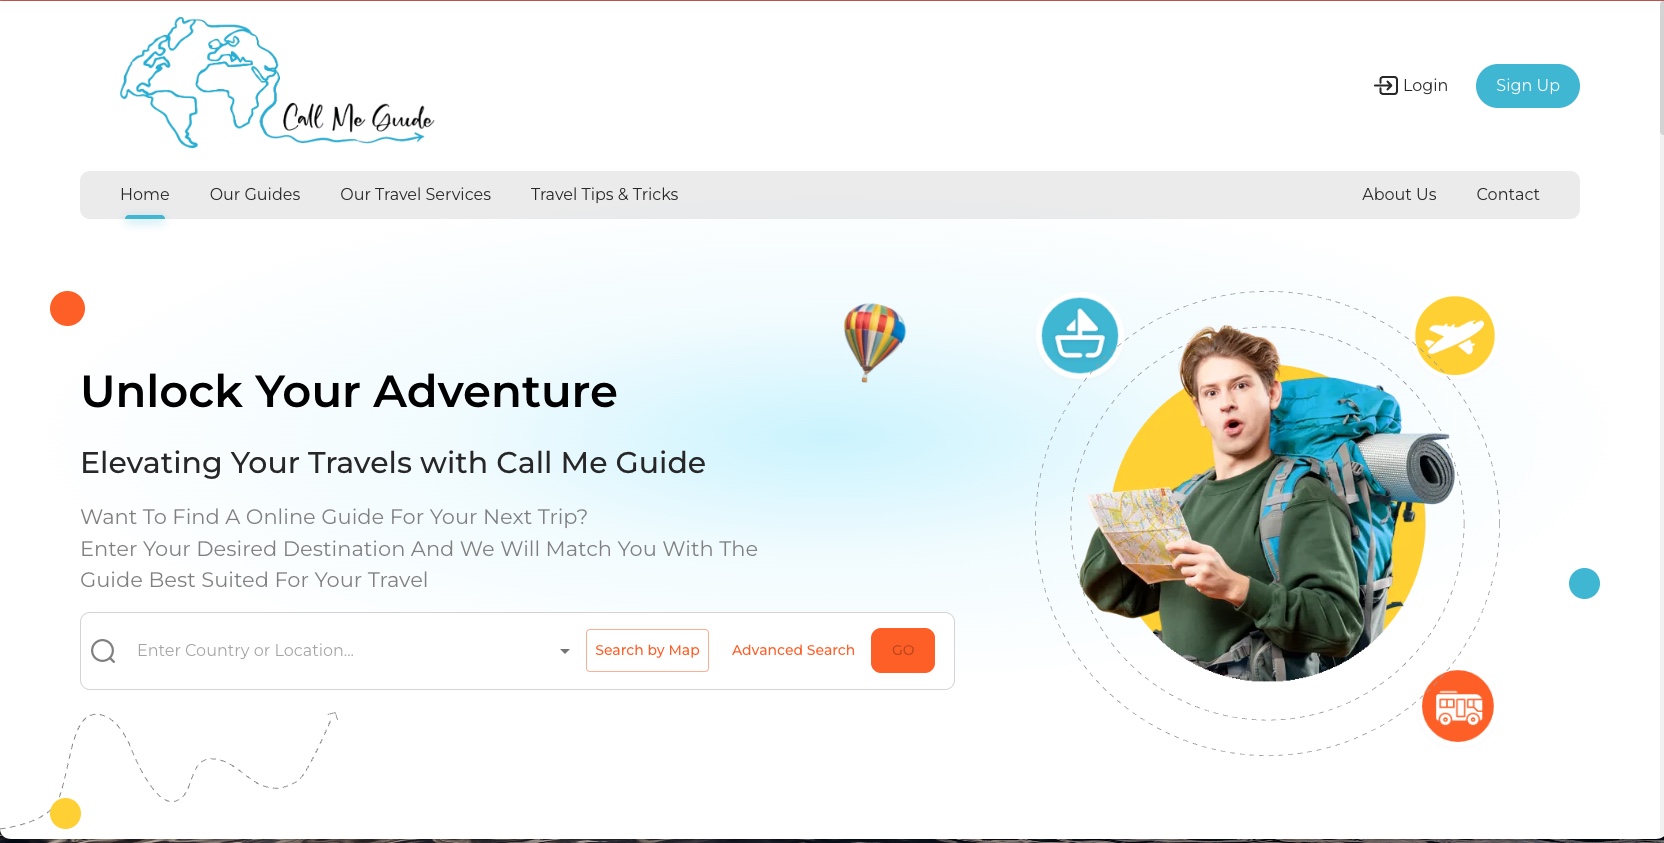 Call Me Guide
Login
Sign Up
Home
Our Guides
Our Travel Services
Travel Tips & Tricks
About Us
Contact
Unlock Your Adventure
Elevating Your Travels with Call Me Guide
Want To Find A Online Guide For Your Next Trip?
Enter Your Desired Destination And We Will Match You With The
Guide Best Suited For Your Travel
Enter Country or Location...
Search by Map
Advanced Search
GO